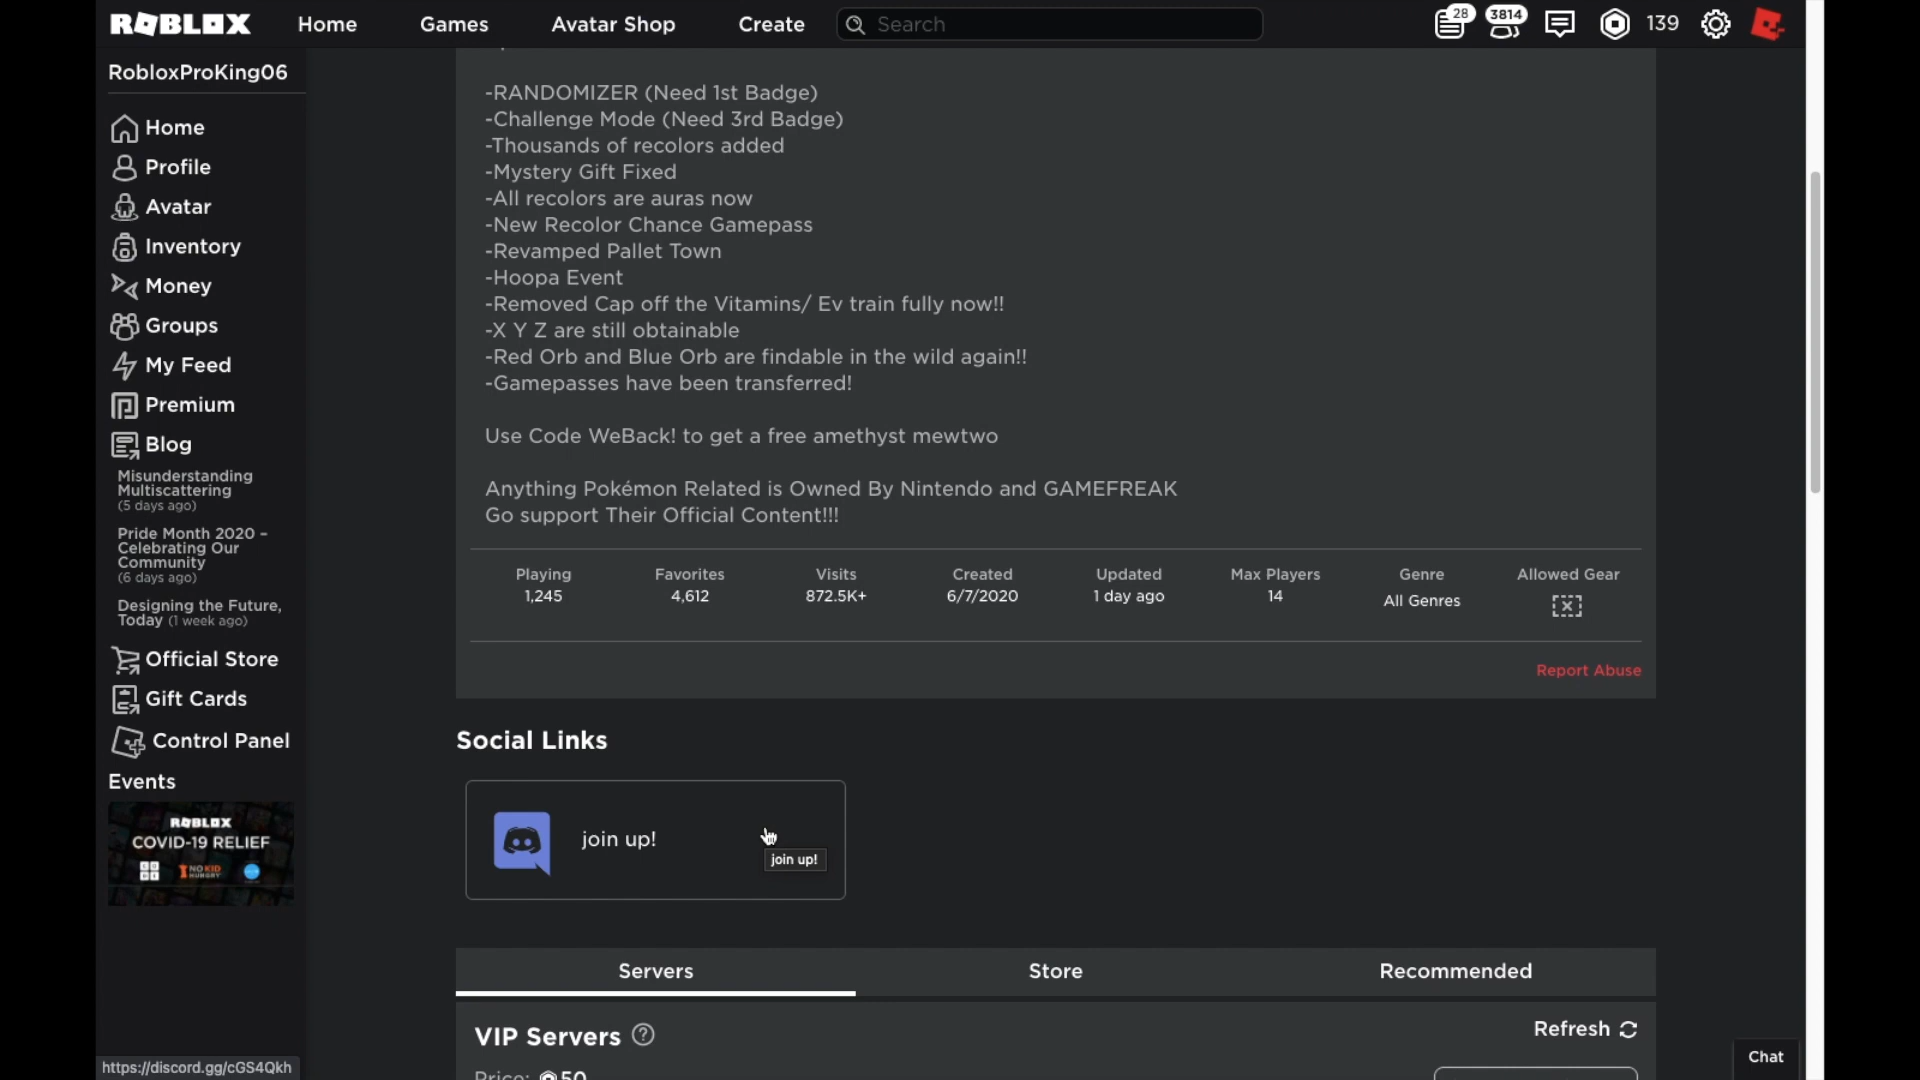 ROBLOX
Home
Games
Avatar Shop
Create
Search
28
3814
139
RobloxProKing06
Home
Profile
Avatar
Inventory
Money
Groups
My Feed
Premium
Blog
Misunderstanding
Multiscattering
(5 days ago)
Pride Month 2020 –
Celebrating Our
Community
(6 days ago)
Designing the Future,
Today (1 week ago)
Official Store
Gift Cards
Control Panel
Events
ROBLOX
COVID-19 RELIEF
NO KID
HUNGRY
-RANDOMIZER (Need 1st Badge)
-Challenge Mode (Need 3rd Badge)
-Thousands of recolors added
-Mystery Gift Fixed
-All recolors are auras now
-New Recolor Chance Gamepass
-Revamped Pallet Town
-Hoopa Event
-Removed Cap off the Vitamins/ Ev train fully now!!
-X Y Z are still obtainable
-Red Orb and Blue Orb are findable in the wild again!!
-Gamepasses have been transferred!
Use Code WeBack! to get a free amethyst mewtwo
Anything Pokémon Related is Owned By Nintendo and GAMEFREAK
Go support Their Official Content!!!
Playing
1,245
Favorites
4,612
Visits
872.5K+
Created
6/7/2020
Updated
1 day ago
Max Players
14
Genre
All Genres
Allowed Gear
Report Abuse
Social Links
join up!
join up!
Servers
Store
Recommended
VIP Servers
Refresh
Price: 50
Chat
https://discord.gg/cGS4Qkh